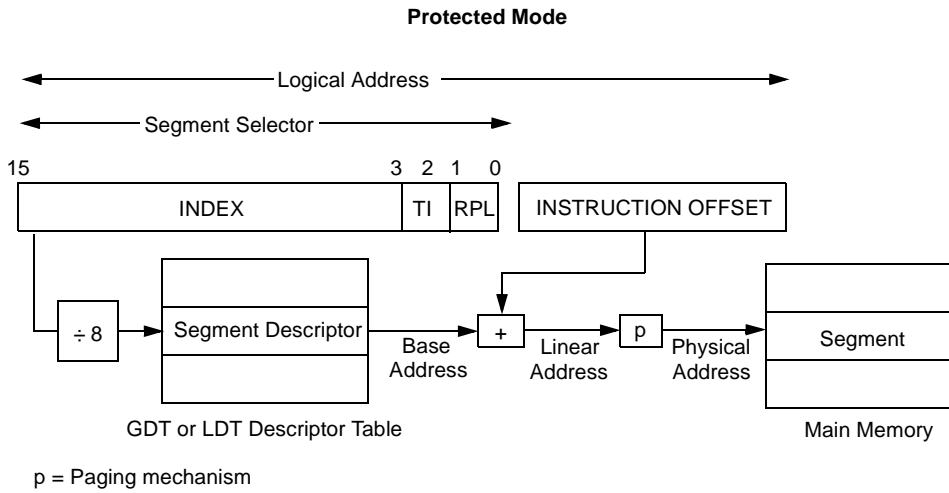 Protected Mode
Logical Address
Segment Selector
15 3 2 1 0
INDEX TI RPL INSTRUCTION OFFSET
÷ 8 Segment Descriptor + p Segment
Base Address
Linear Address
Physical Address
GDT or LDT Descriptor Table
Main Memory
p = Paging mechanism